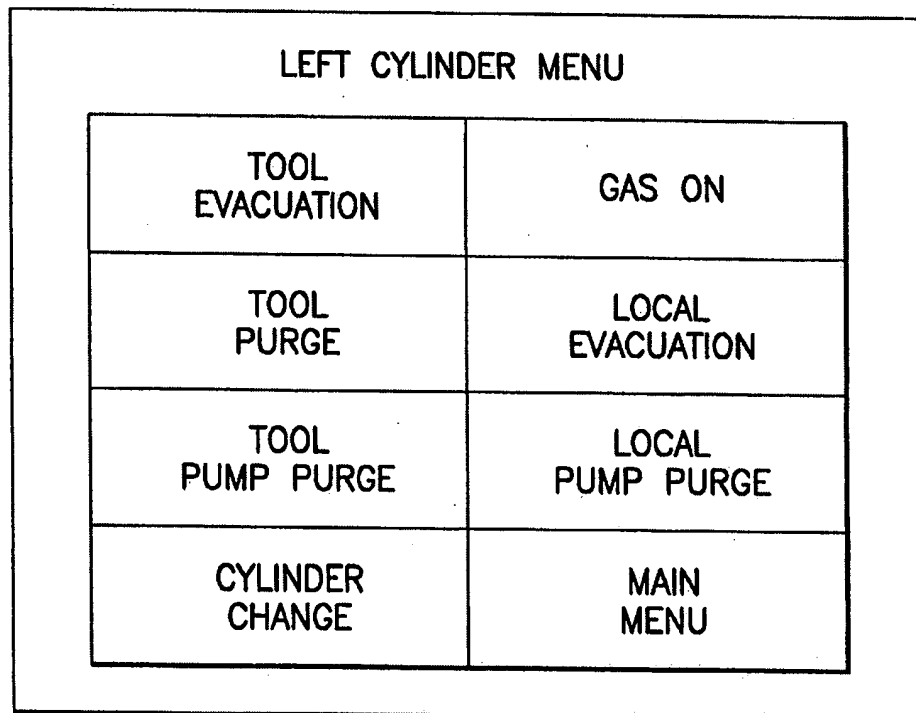 LEFT CYLINDER MENU
TOOL
EVACUATION
GAS ON
TOOL
PURGE
LOCAL
EVACUATION
TOOL
PUMP PURGE
LOCAL
PUMP PURGE
CYLINDER
CHANGE
MAIN
MENU